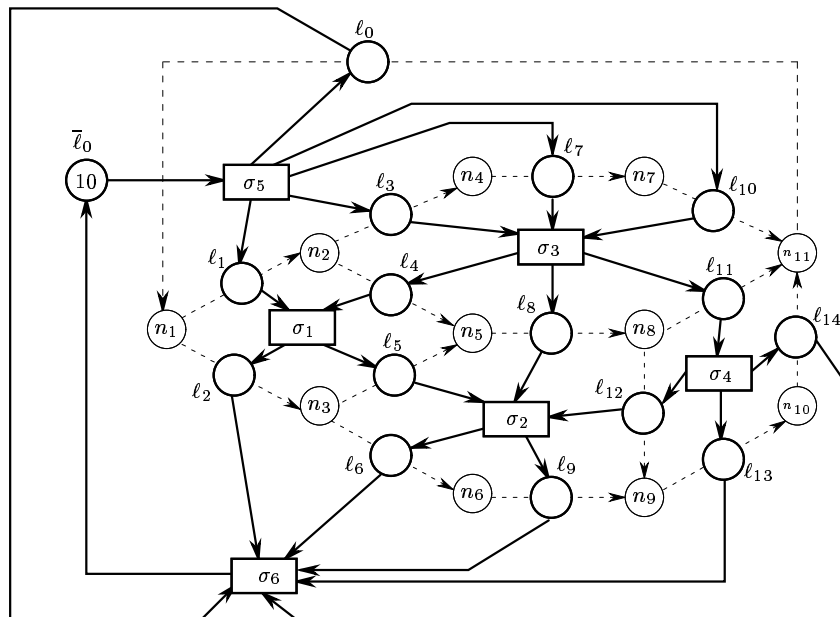 ℓ₀
ℓ̄₀
10
σ₅
ℓ₇
n₄
n₇
ℓ₃
ℓ₁₀
n₂
σ₃
n₁₁
ℓ₁
ℓ₄
ℓ₁₁
n₁
σ₁
ℓ₈
n₅
n₈
ℓ₁₄
ℓ₅
σ₄
ℓ₂
n₃
σ₂
ℓ₁₂
n₁₀
ℓ₆
ℓ₉
ℓ₁₃
n₆
n₉
σ₆